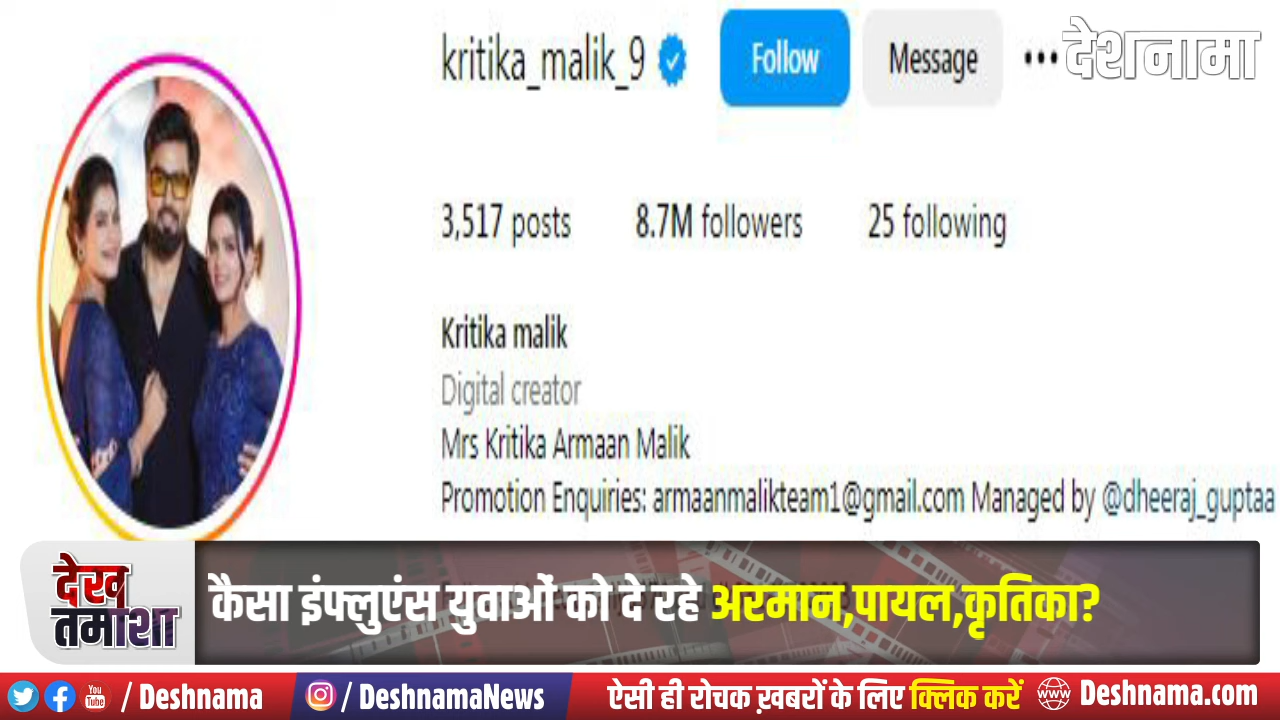 kritika_malik_9 Follow Message ••• देशनामा
3,517 posts 8.7M followers 25 following
Kritika malik
Digital creator
Mrs Kritika Armaan Malik
Promotion Enquiries: armaanmalikteam1@gmail.com Managed by @dheeraj_guptaa
देख
तमाशा
कैसा इंफ्लुएंस युवाओं को दे रहे अरमान,पायल,कृतिका?
You Tube / Deshnama / DeshnamaNews ऐसी ही रोचक ख़बरों के लिए क्लिक करें Deshnama.com